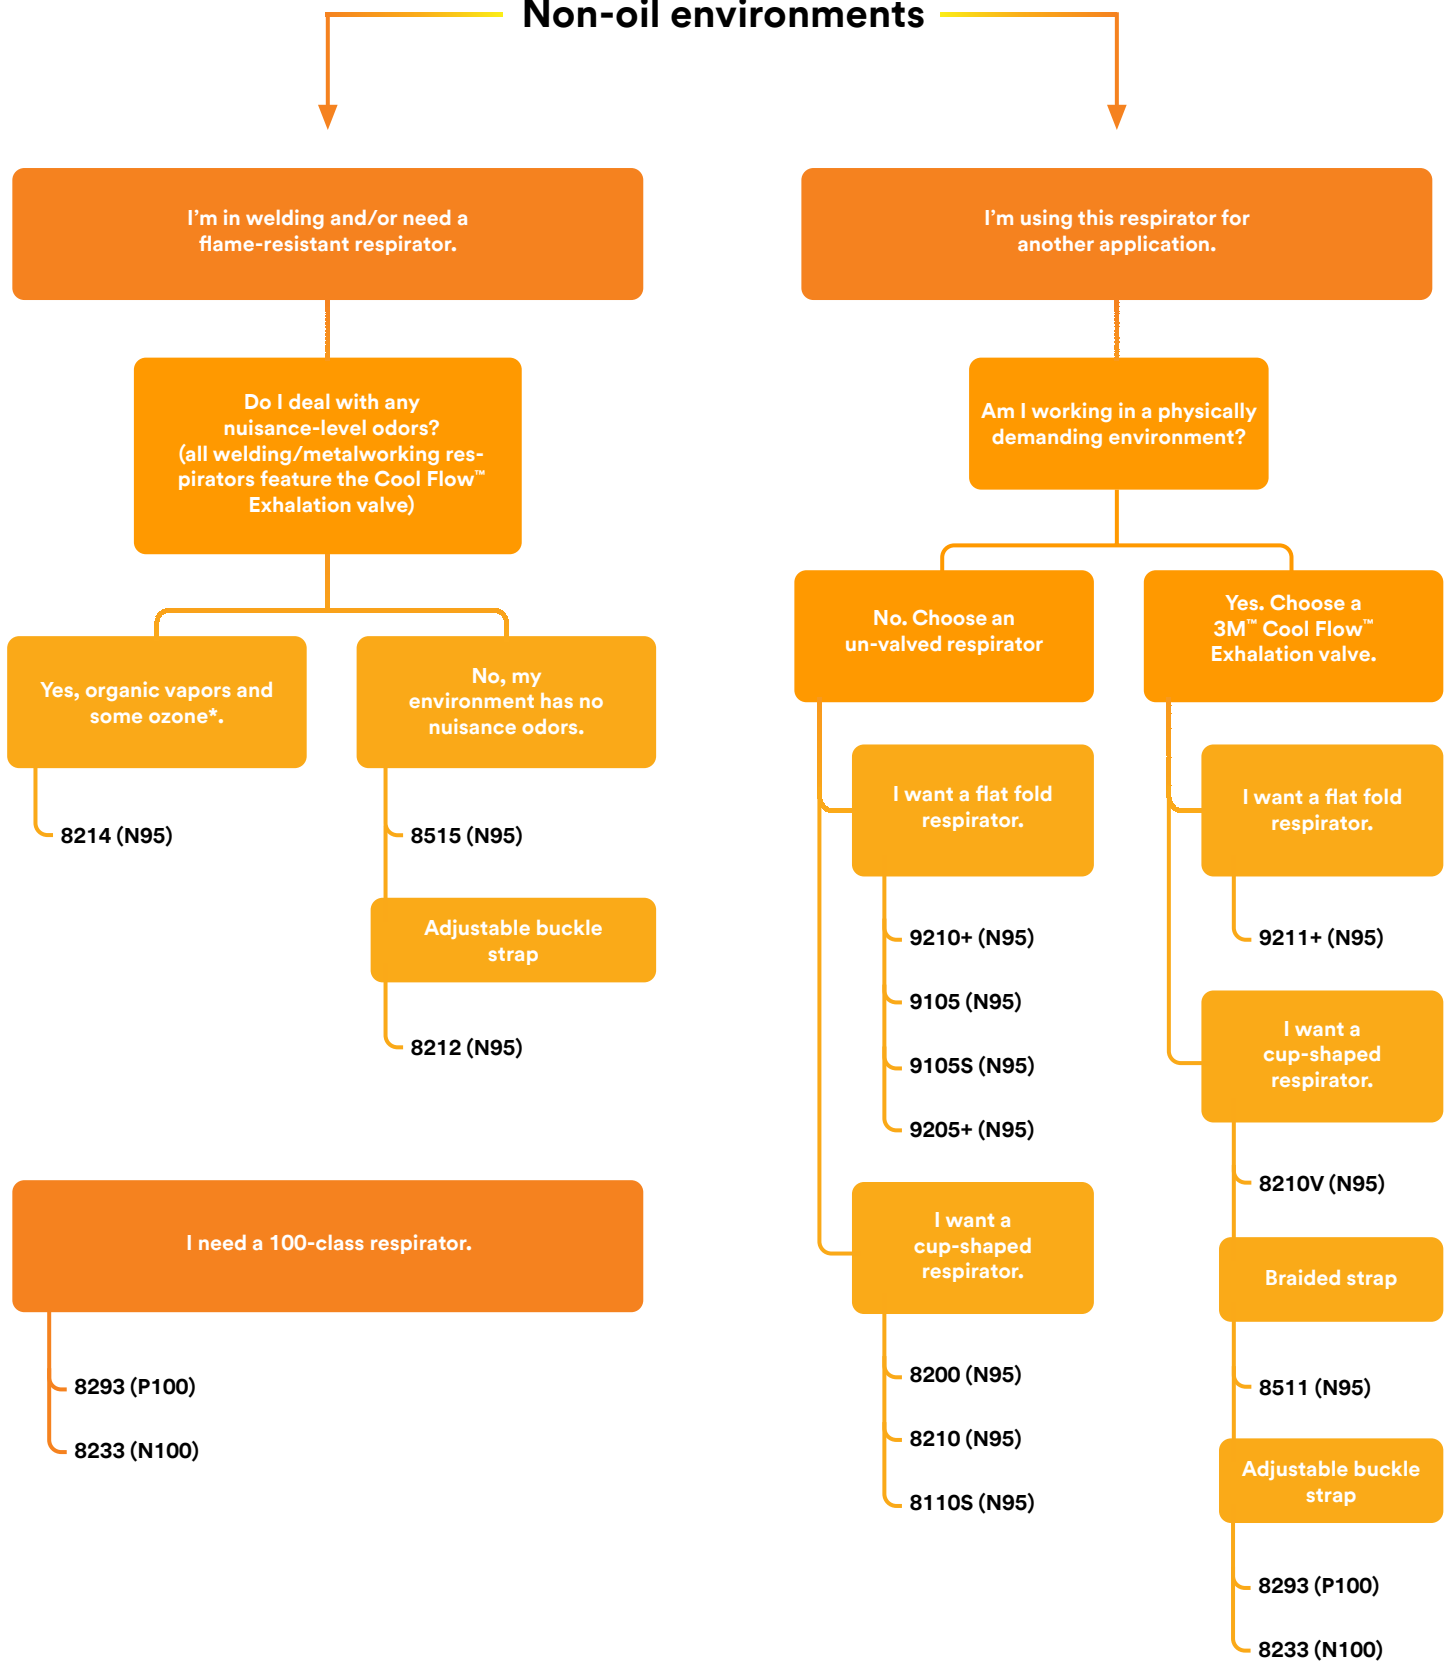 Non-oil environments
I'm in welding and/or need a
flame-resistant respirator.
Do I deal with any
nuisance-level odors?
(all welding/metalworking res-
pirators feature the Cool Flow™
Exhalation valve)
Yes, organic vapors and
some ozone*.
8214 (N95)
No, my
environment has no
nuisance odors.
8515 (N95)
Adjustable buckle
strap
8212 (N95)
I need a 100-class respirator.
8293 (P100)
8233 (N100)
I'm using this respirator for
another application.
Am I working in a physically
demanding environment?
No. Choose an
un-valved respirator
I want a flat fold
respirator.
9210+ (N95)
9105 (N95)
9105S (N95)
9205+ (N95)
I want a
cup-shaped
respirator.
8200 (N95)
8210 (N95)
8110S (N95)
Yes. Choose a
3M™ Cool Flow™
Exhalation valve.
I want a flat fold
respirator.
9211+ (N95)
I want a
cup-shaped
respirator.
8210V (N95)
Braided strap
8511 (N95)
Adjustable buckle
strap
8293 (P100)
8233 (N100)